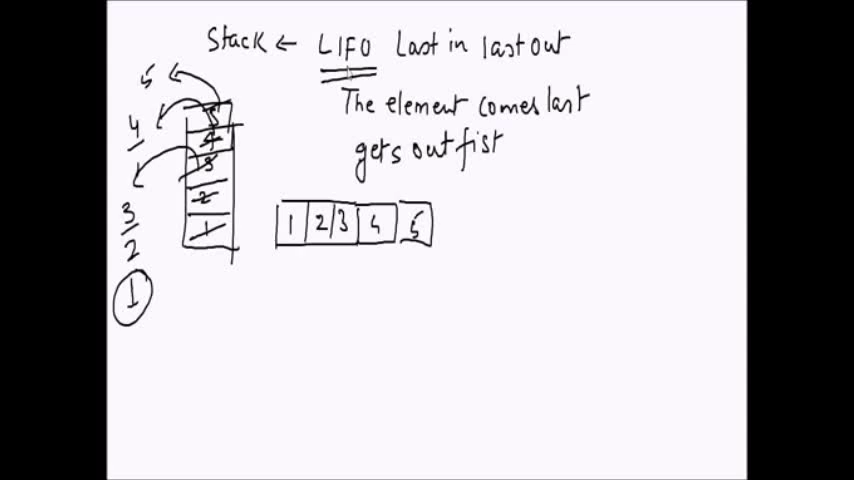 Stack ← LIFO Last in last out
The element comes last
gets out fist
5
4
3
2
1
5
4
3
2
1
1 2 3 4 5